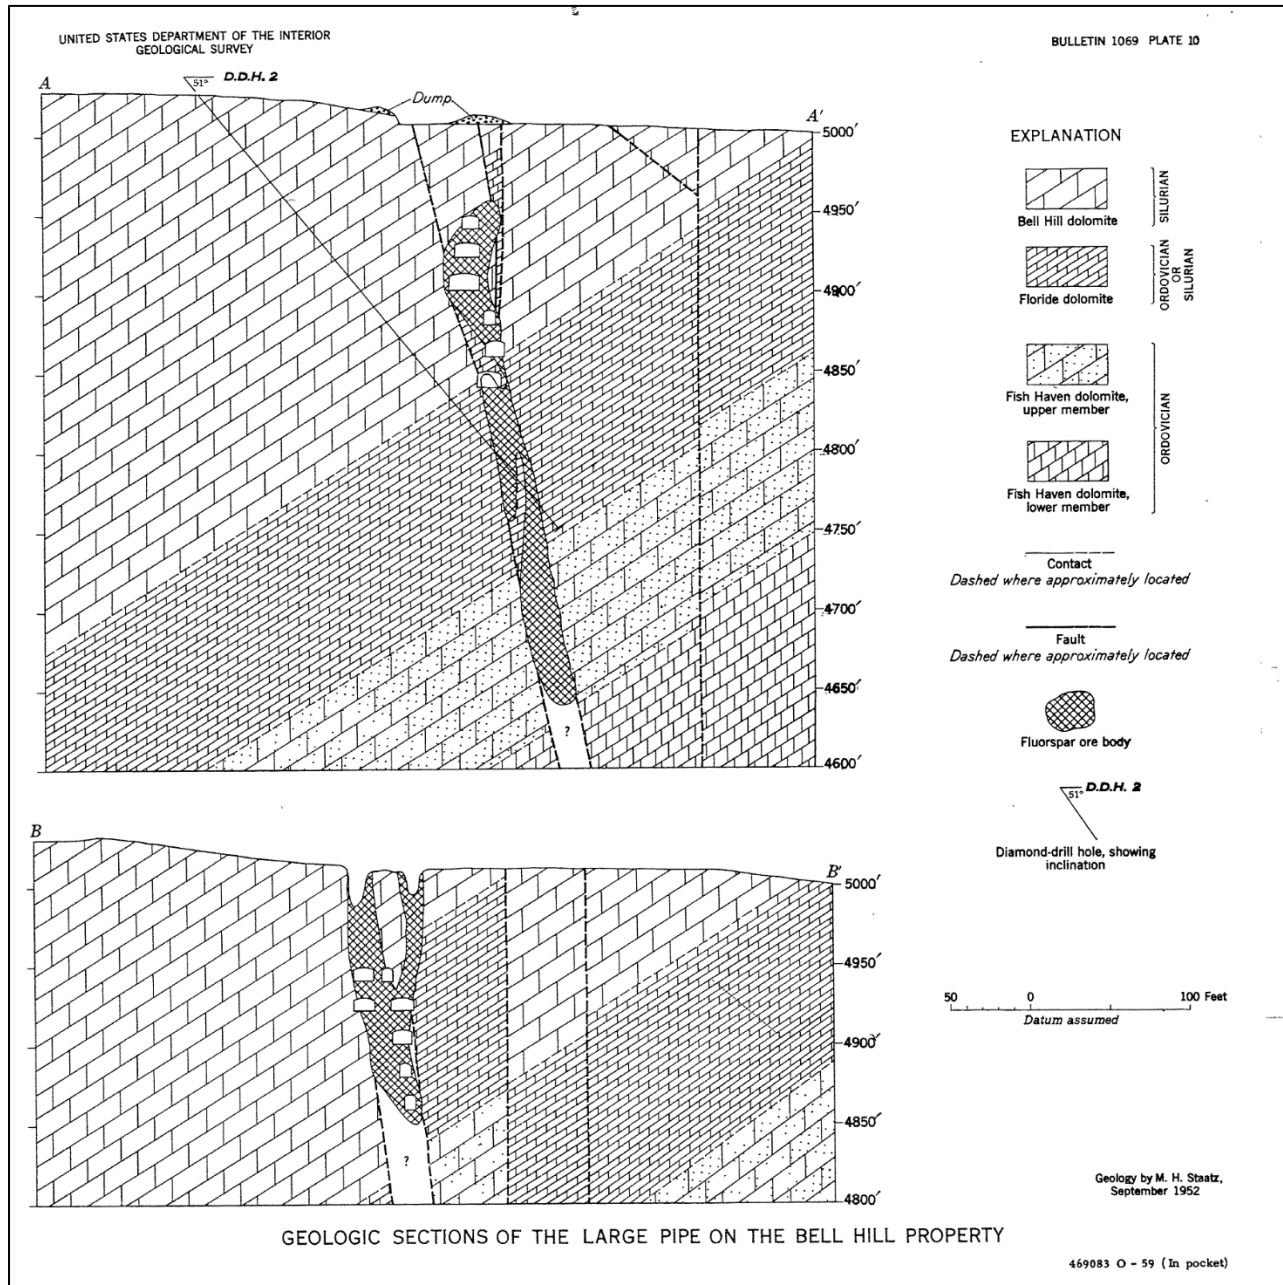 UNITED STATES DEPARTMENT OF THE INTERIOR
GEOLOGICAL SURVEY
BULLETIN 1069 PLATE 10
A
51°
D.D.H. 2
Dump
A'
5000'
4950'
4900'
4850'
4800'
4750'
4700'
4650'
4600'
?
EXPLANATION
Bell Hill dolomite
SILURIAN
Floride dolomite
ORDOVICIAN
OR
SILURIAN
Fish Haven dolomite,
upper member
Fish Haven dolomite,
lower member
ORDOVICIAN
Contact
Dashed where approximately located
Fault
Dashed where approximately located
Fluorspar ore body
51°
D.D.H. 2
Diamond-drill hole, showing
inclination
B
B'
5000'
4950'
4900'
4850'
4800'
?
50 0 100 Feet
Datum assumed
Geology by M. H. Staatz,
September 1952
GEOLOGIC SECTIONS OF THE LARGE PIPE ON THE BELL HILL PROPERTY
469083 O - 59 (In pocket)